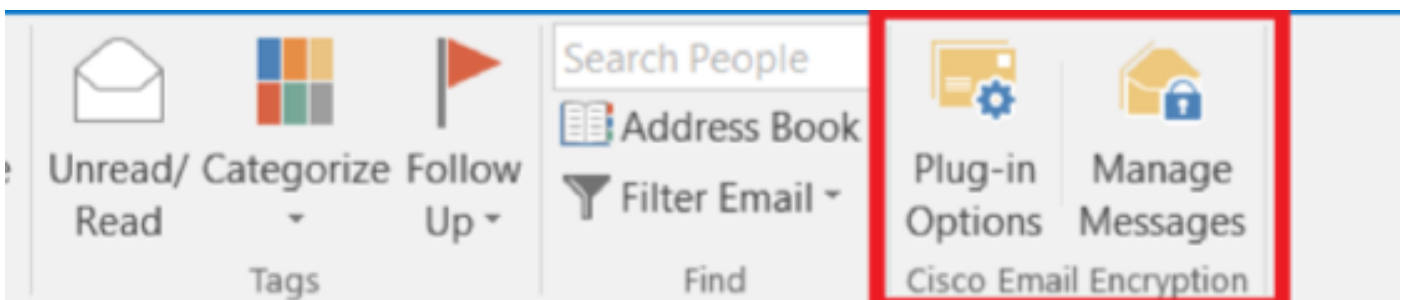 Unread/
Read
Categorize
Follow
Up
Tags
Search People
Address Book
Filter Email
Find
Plug-in
Options
Manage
Messages
Cisco Email Encryption